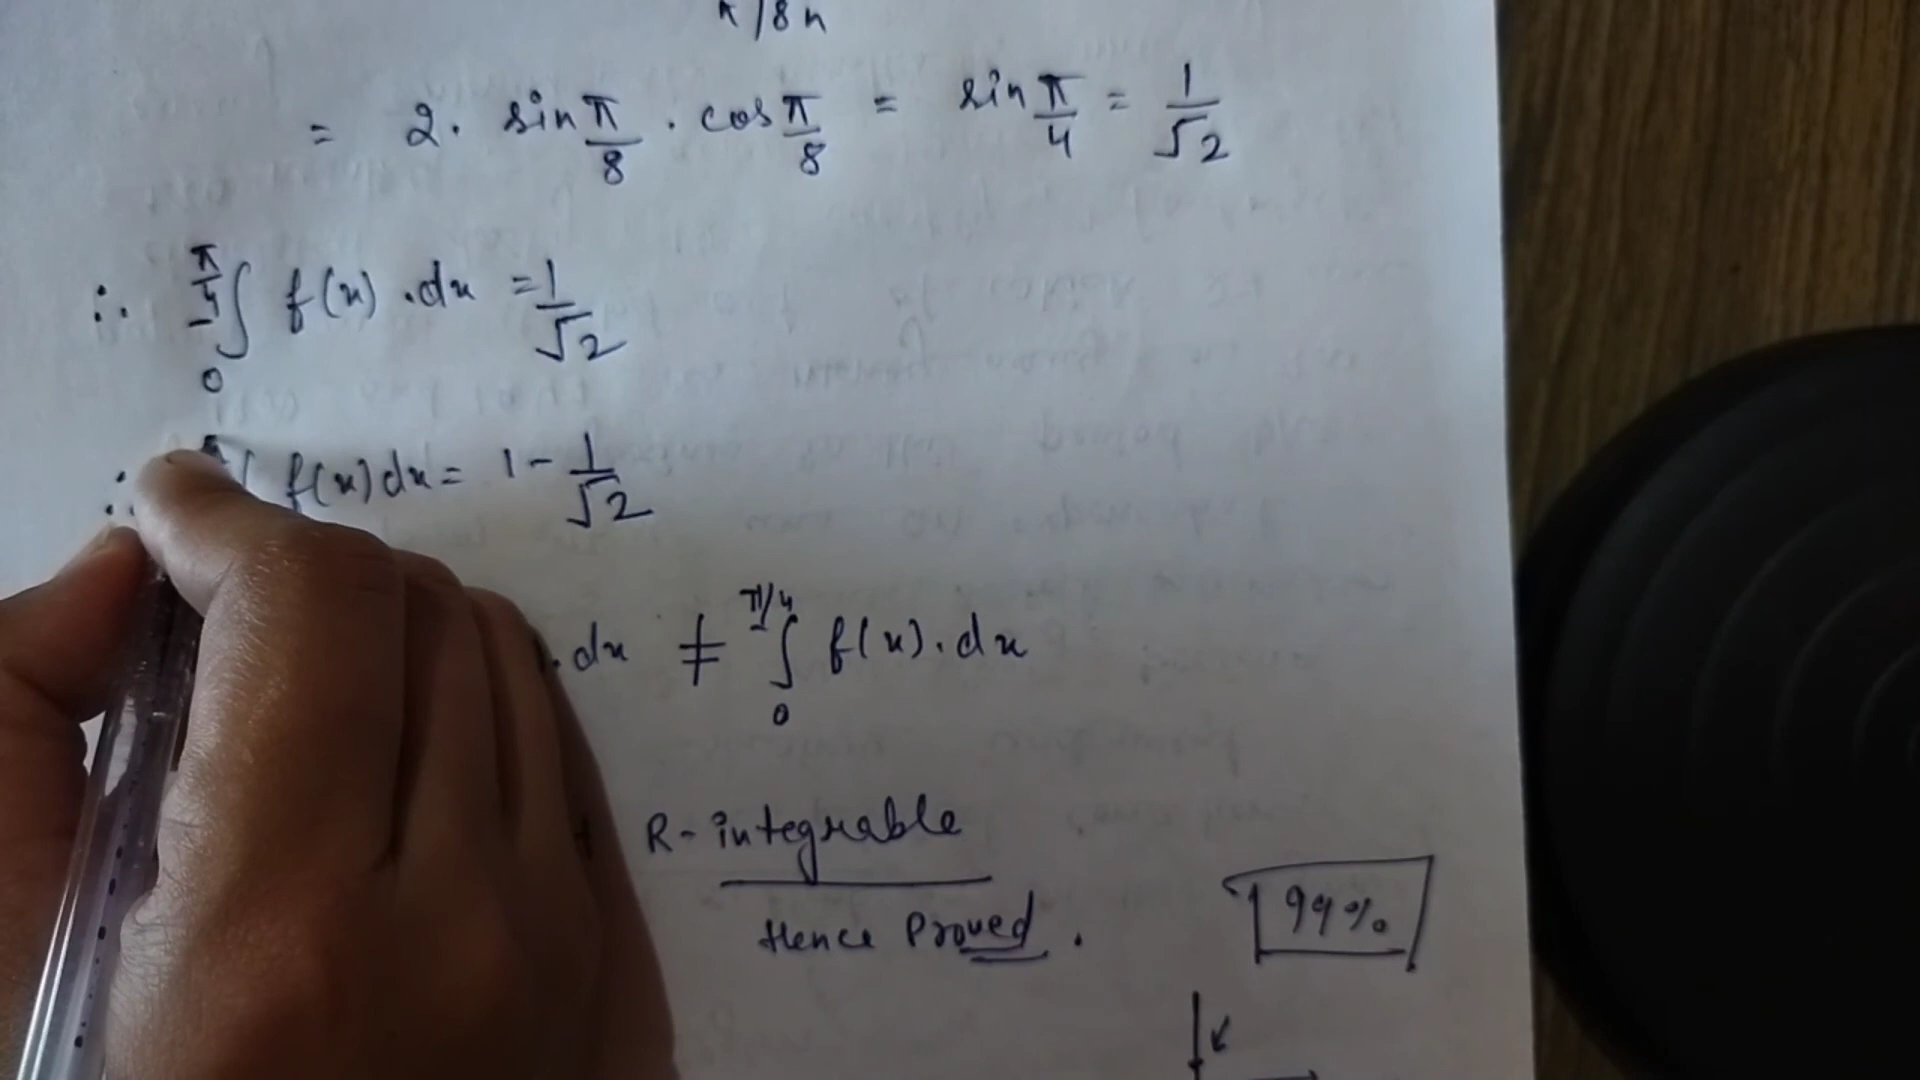 π/8n
= 2. sin π/8 . cos π/8 = sin π/4 = 1/√2
∴ ∫ f(x) .dx = 1/√2
π/4
0
∴ ∫ f(x)dx = 1 - 1/√2
.dx ≠ ∫ f(x).dx
π/4
0
R-integrable
Hence Proved.
99%